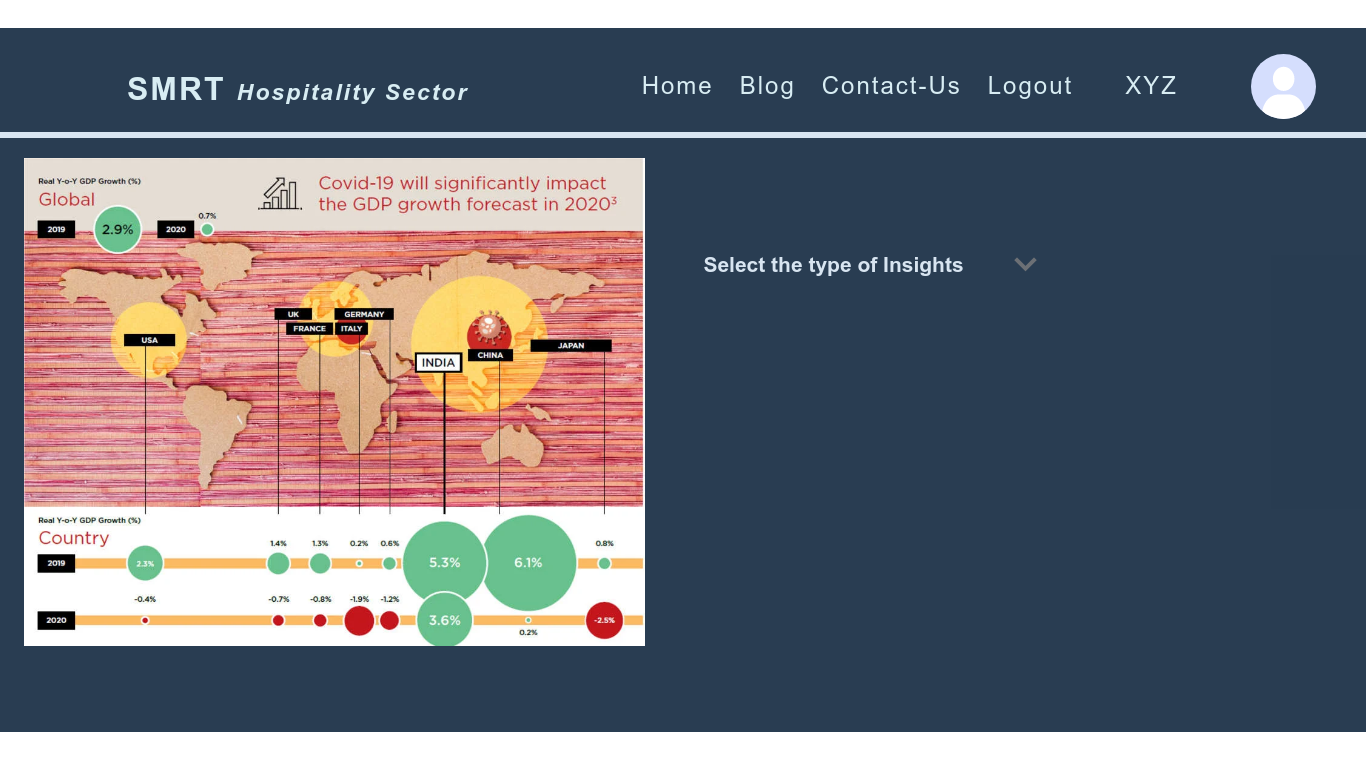 SMRT Hospitality Sector
Home Blog Contact-Us Logout XYZ
Real Y-o-Y GDP Growth (%)
Global
2019 2.9% 2020 0.7%
Covid-19 will significantly impact
the GDP growth forecast in 2020³
Select the type of Insights
UK GERMANY
FRANCE ITALY
USA
JAPAN
CHINA
INDIA
Real Y-o-Y GDP Growth (%)
Country
1.4% 1.3% 0.2% 0.6% 0.8%
2019 2.3% 5.3% 6.1%
-0.4% -0.7% -0.8% -1.9% -1.2%
2020 3.6% -2.5%
0.2%